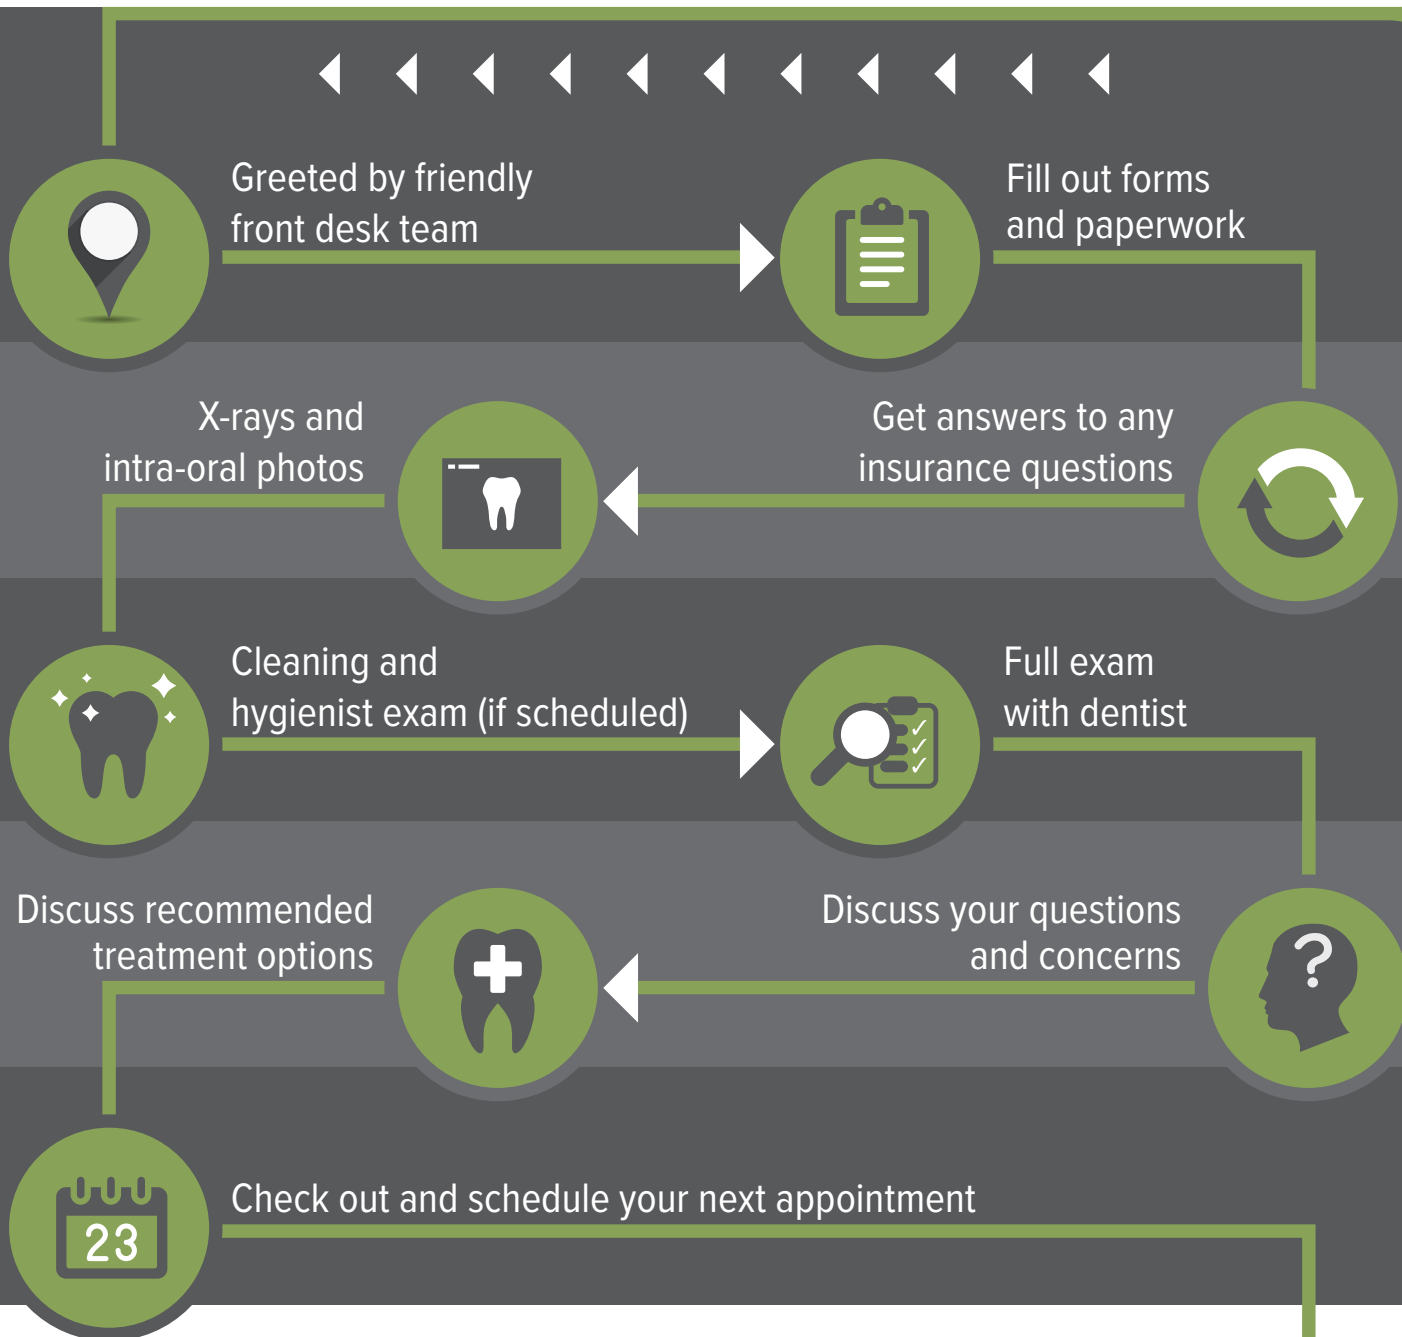 Greeted by friendly
front desk team
Fill out forms
and paperwork
Get answers to any
insurance questions
X-rays and
intra-oral photos
Cleaning and
hygienist exam (if scheduled)
Full exam
with dentist
Discuss your questions
and concerns
?
Discuss recommended
treatment options
Check out and schedule your next appointment
23